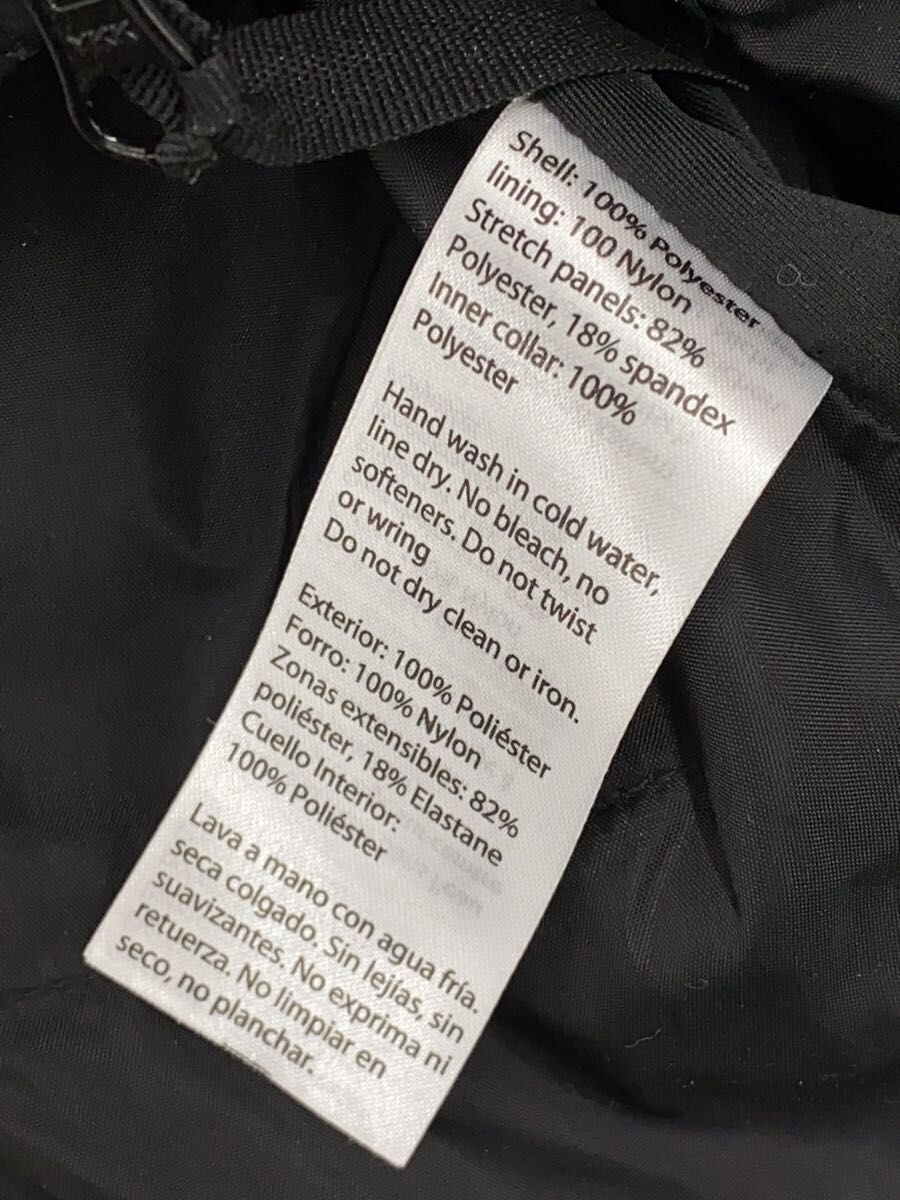 YKK
Shell: 100% Polyester
lining: 100 Nylon
Stretch panels: 82%
Polyester, 18% spandex
Inner collar: 100%
Polyester
Hand wash in cold water,
line dry. No bleach, no
softeners. Do not twist
or wring
Do not dry clean or iron.
Exterior: 100% Poliéster
Forro: 100% Nylon
Zonas extensibles: 82%
poliéster, 18% Elastane
Cuello Interior:
100% Poliéster
Lava a mano con agua fría.
seca colgado. Sin lejías, sin
suavizantes. No exprima ni
retuerza. No limpiar en
seco, no planchar.